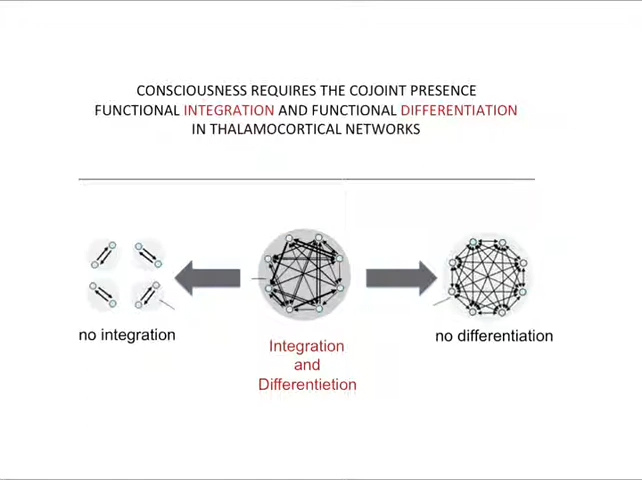 CONSCIOUSNESS REQUIRES THE COJOINT PRESENCE
FUNCTIONAL INTEGRATION AND FUNCTIONAL DIFFERENTIATION
IN THALAMOCORTICAL NETWORKS
no integration
Integration
and
Differentietion
no differentiation